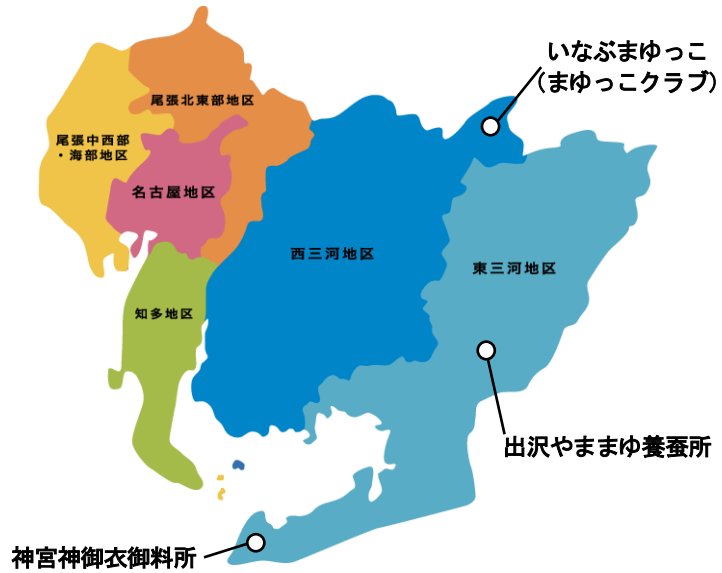 いなぶまゆっこ
（まゆっこクラブ）
尾張北東部地区
尾張中西部
・海部地区
名古屋地区
西三河地区
東三河地区
知多地区
出沢やままゆ養蚕所
神宮神御衣御料所